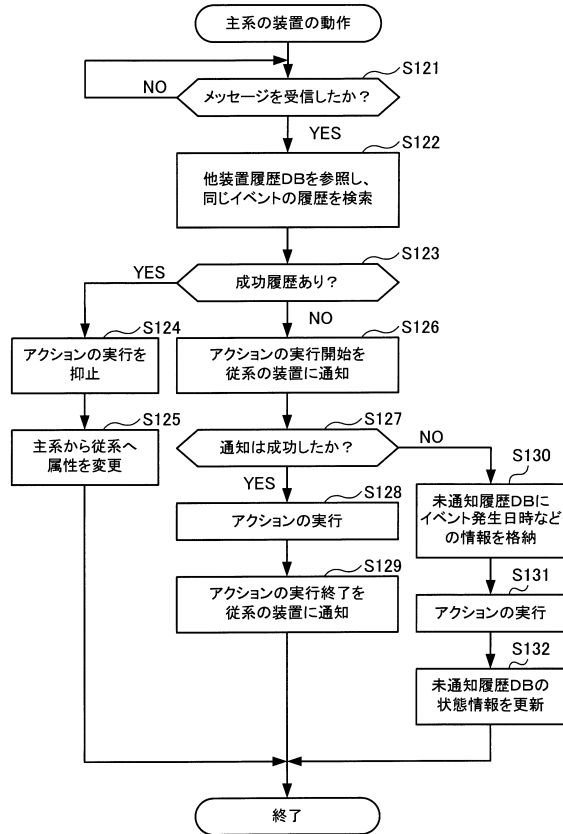 主系の装置の動作
S121
メッセージを受信したか？
NO
YES
S122
他装置履歴DBを参照し、
同じイベントの履歴を検索
S123
成功履歴あり？
YES
NO
S124
アクションの実行を
抑止
S125
主系から従系へ
属性を変更
S126
アクションの実行開始を
従系の装置に通知
S127
通知は成功したか？
NO
YES
S128
アクションの実行
S129
アクションの実行終了を
従系の装置に通知
S130
未通知履歴DBに
イベント発生日時など
の情報を格納
S131
アクションの実行
S132
未通知履歴DBの
状態情報を更新
終了